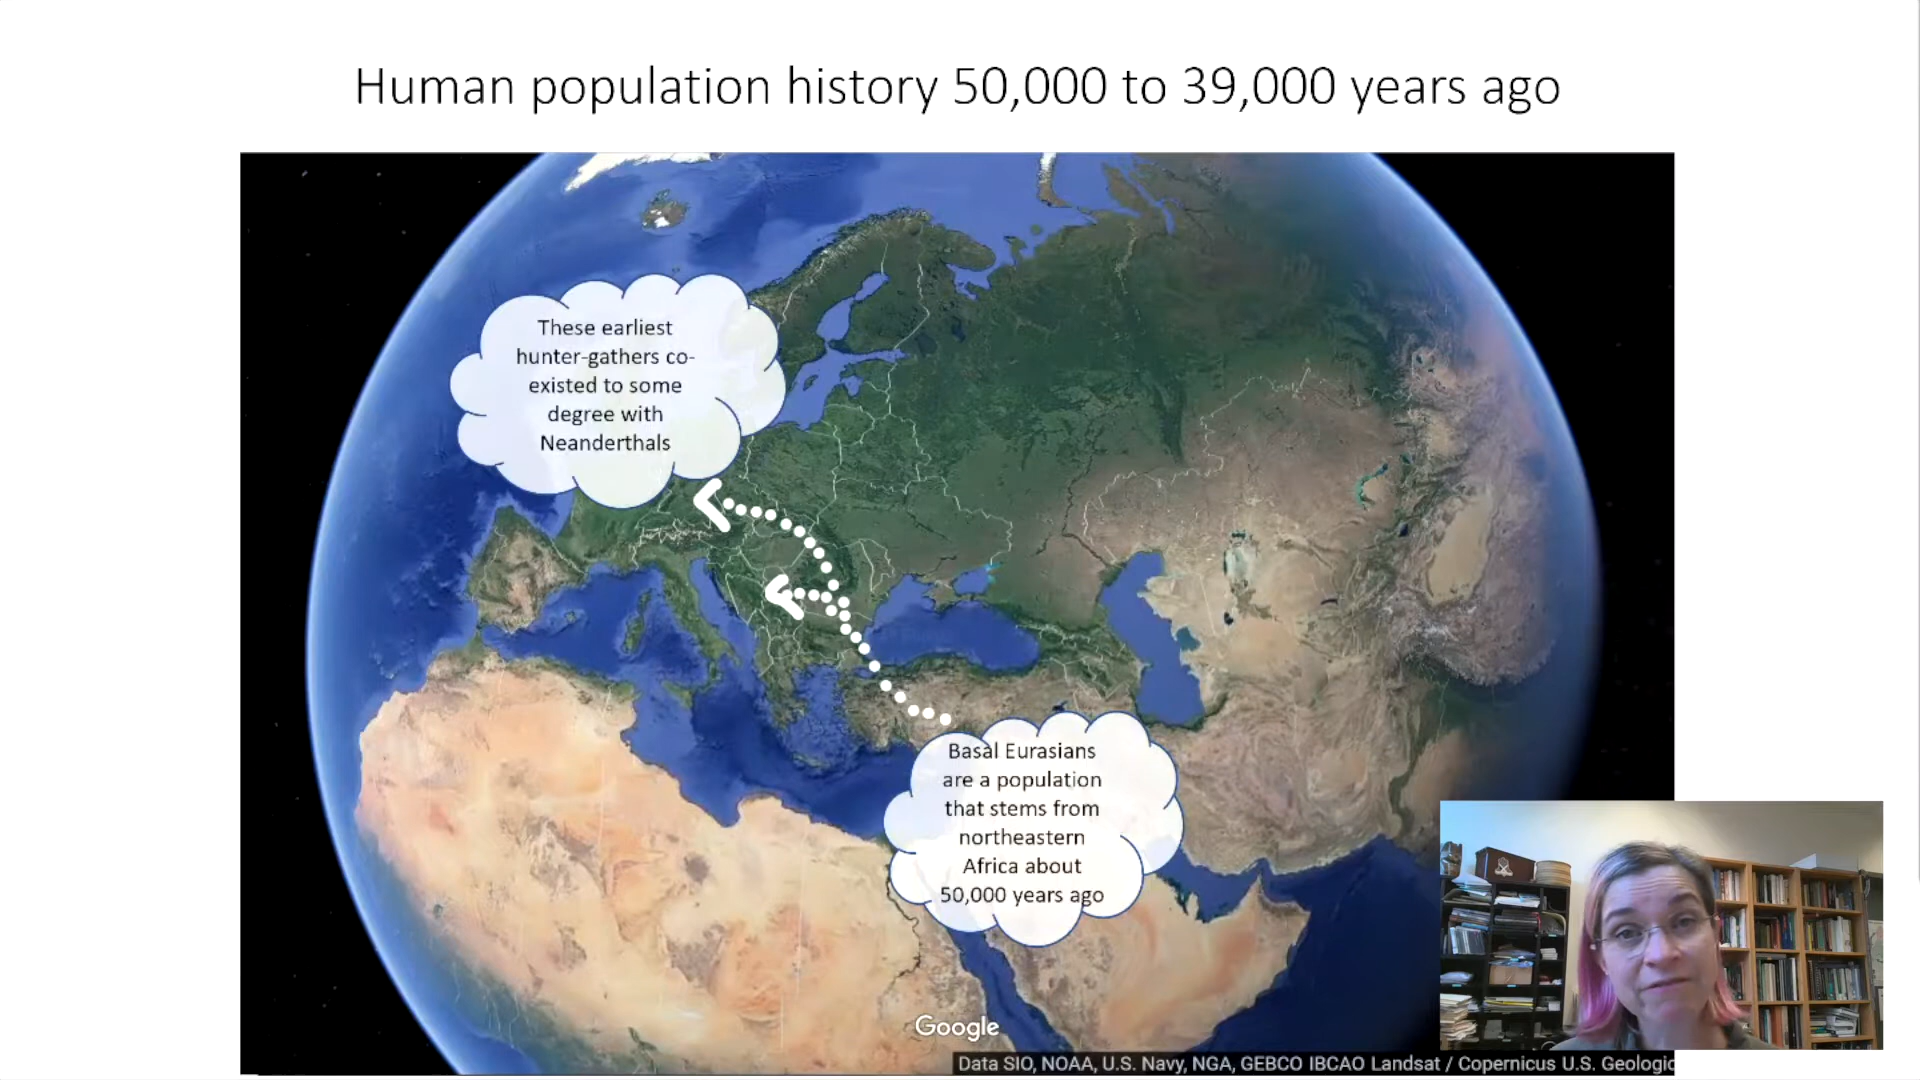 Human population history 50,000 to 39,000 years ago
These earliest
hunter-gathers co-
existed to some
degree with
Neanderthals
Basal Eurasians
are a population
that stems from
northeastern
Africa about
50,000 years ago
Google
Data SIO, NOAA, U.S. Navy, NGA, GEBCO IBCAO Landsat / Copernicus U.S. Geologic